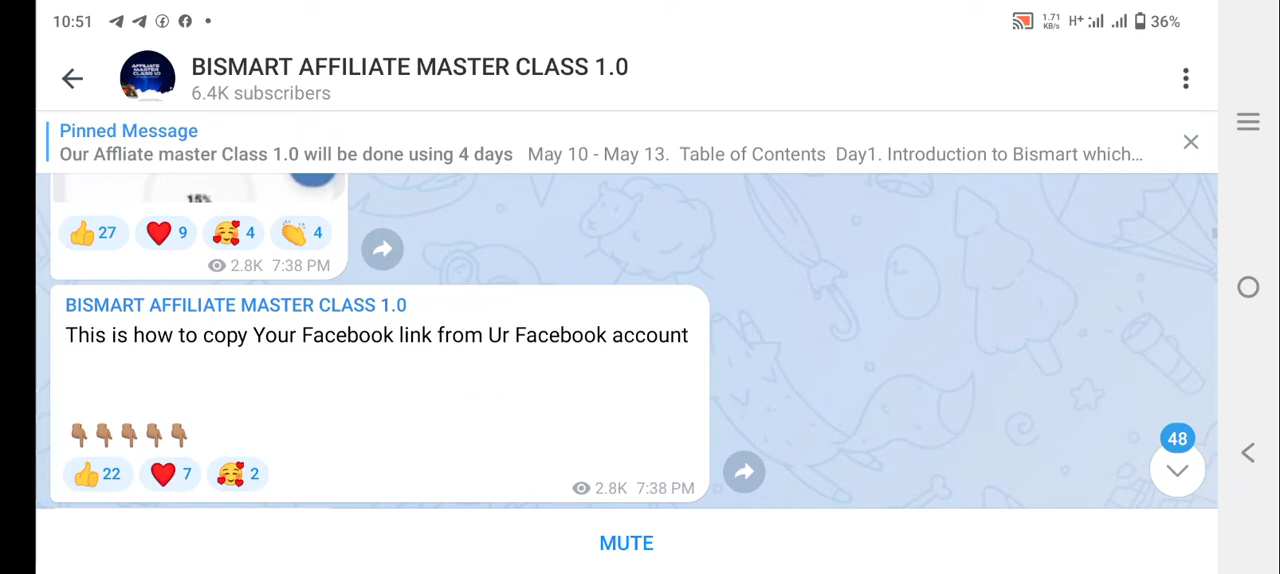 10:51
1.71 KB/s H+ 36%
BISMART AFFILIATE MASTER CLASS 1.0
6.4K subscribers
Pinned Message
Our Affliate master Class 1.0 will be done using 4 days May 10 - May 13. Table of Contents Day1. Introduction to Bismart which...
15%
27 9 4 4
2.8K 7:38 PM
BISMART AFFILIATE MASTER CLASS 1.0
This is how to copy Your Facebook link from Ur Facebook account
👇🏽👇🏽👇🏽👇🏽👇🏽
22 7 2
2.8K 7:38 PM
48
MUTE